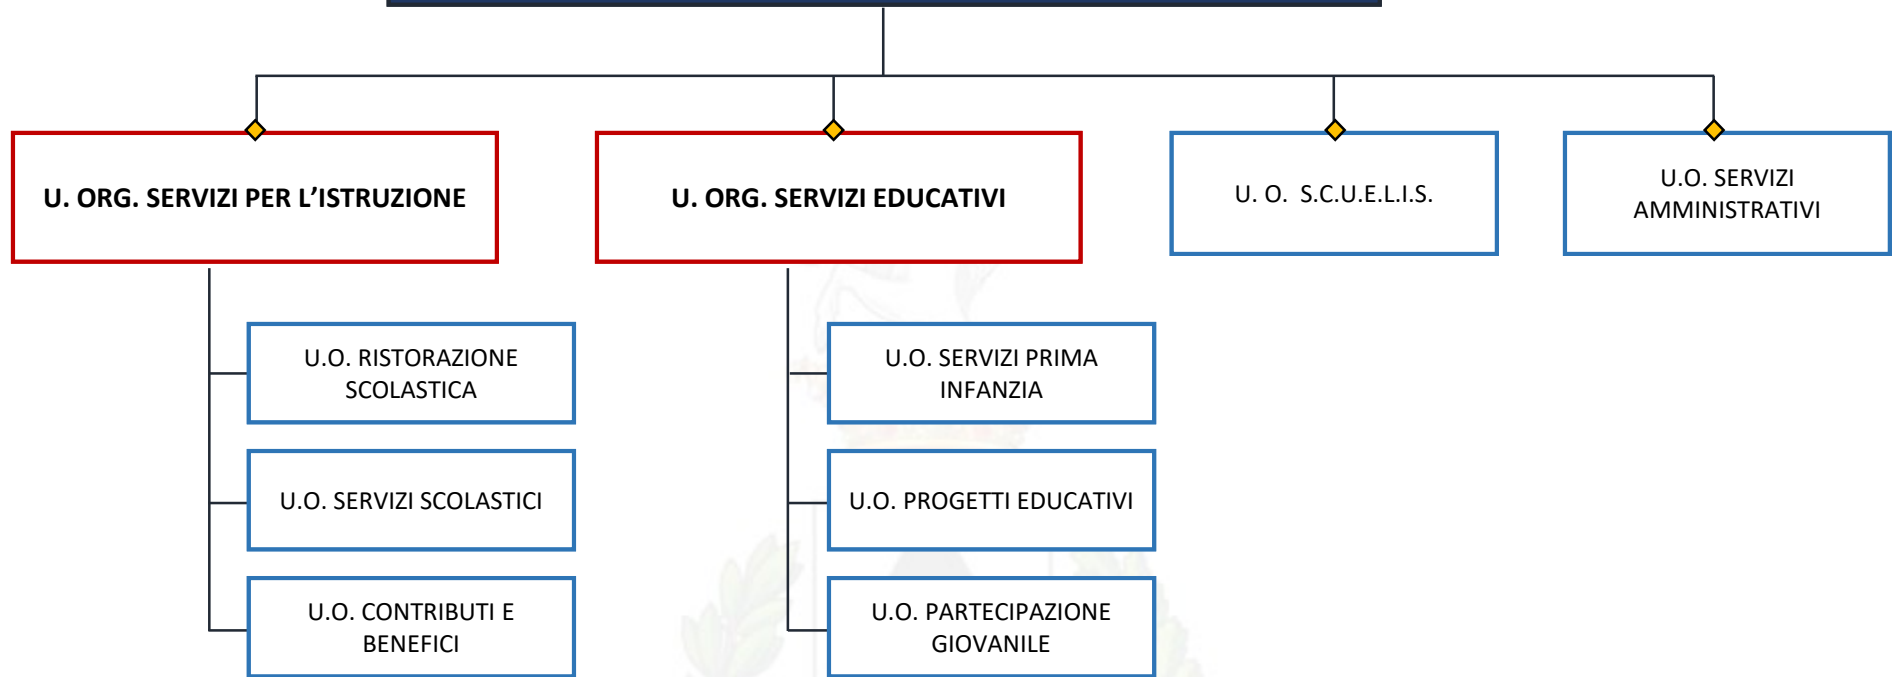 U. ORG. SERVIZI PER L’ISTRUZIONE
U. ORG. SERVIZI EDUCATIVI
U. O. S.C.U.E.L.I.S.
U.O. SERVIZI
AMMINISTRATIVI
U.O. RISTORAZIONE
SCOLASTICA
U.O. SERVIZI SCOLASTICI
U.O. CONTRIBUTI E
BENEFICI
U.O. SERVIZI PRIMA
INFANZIA
U.O. PROGETTI EDUCATIVI
U.O. PARTECIPAZIONE
GIOVANILE